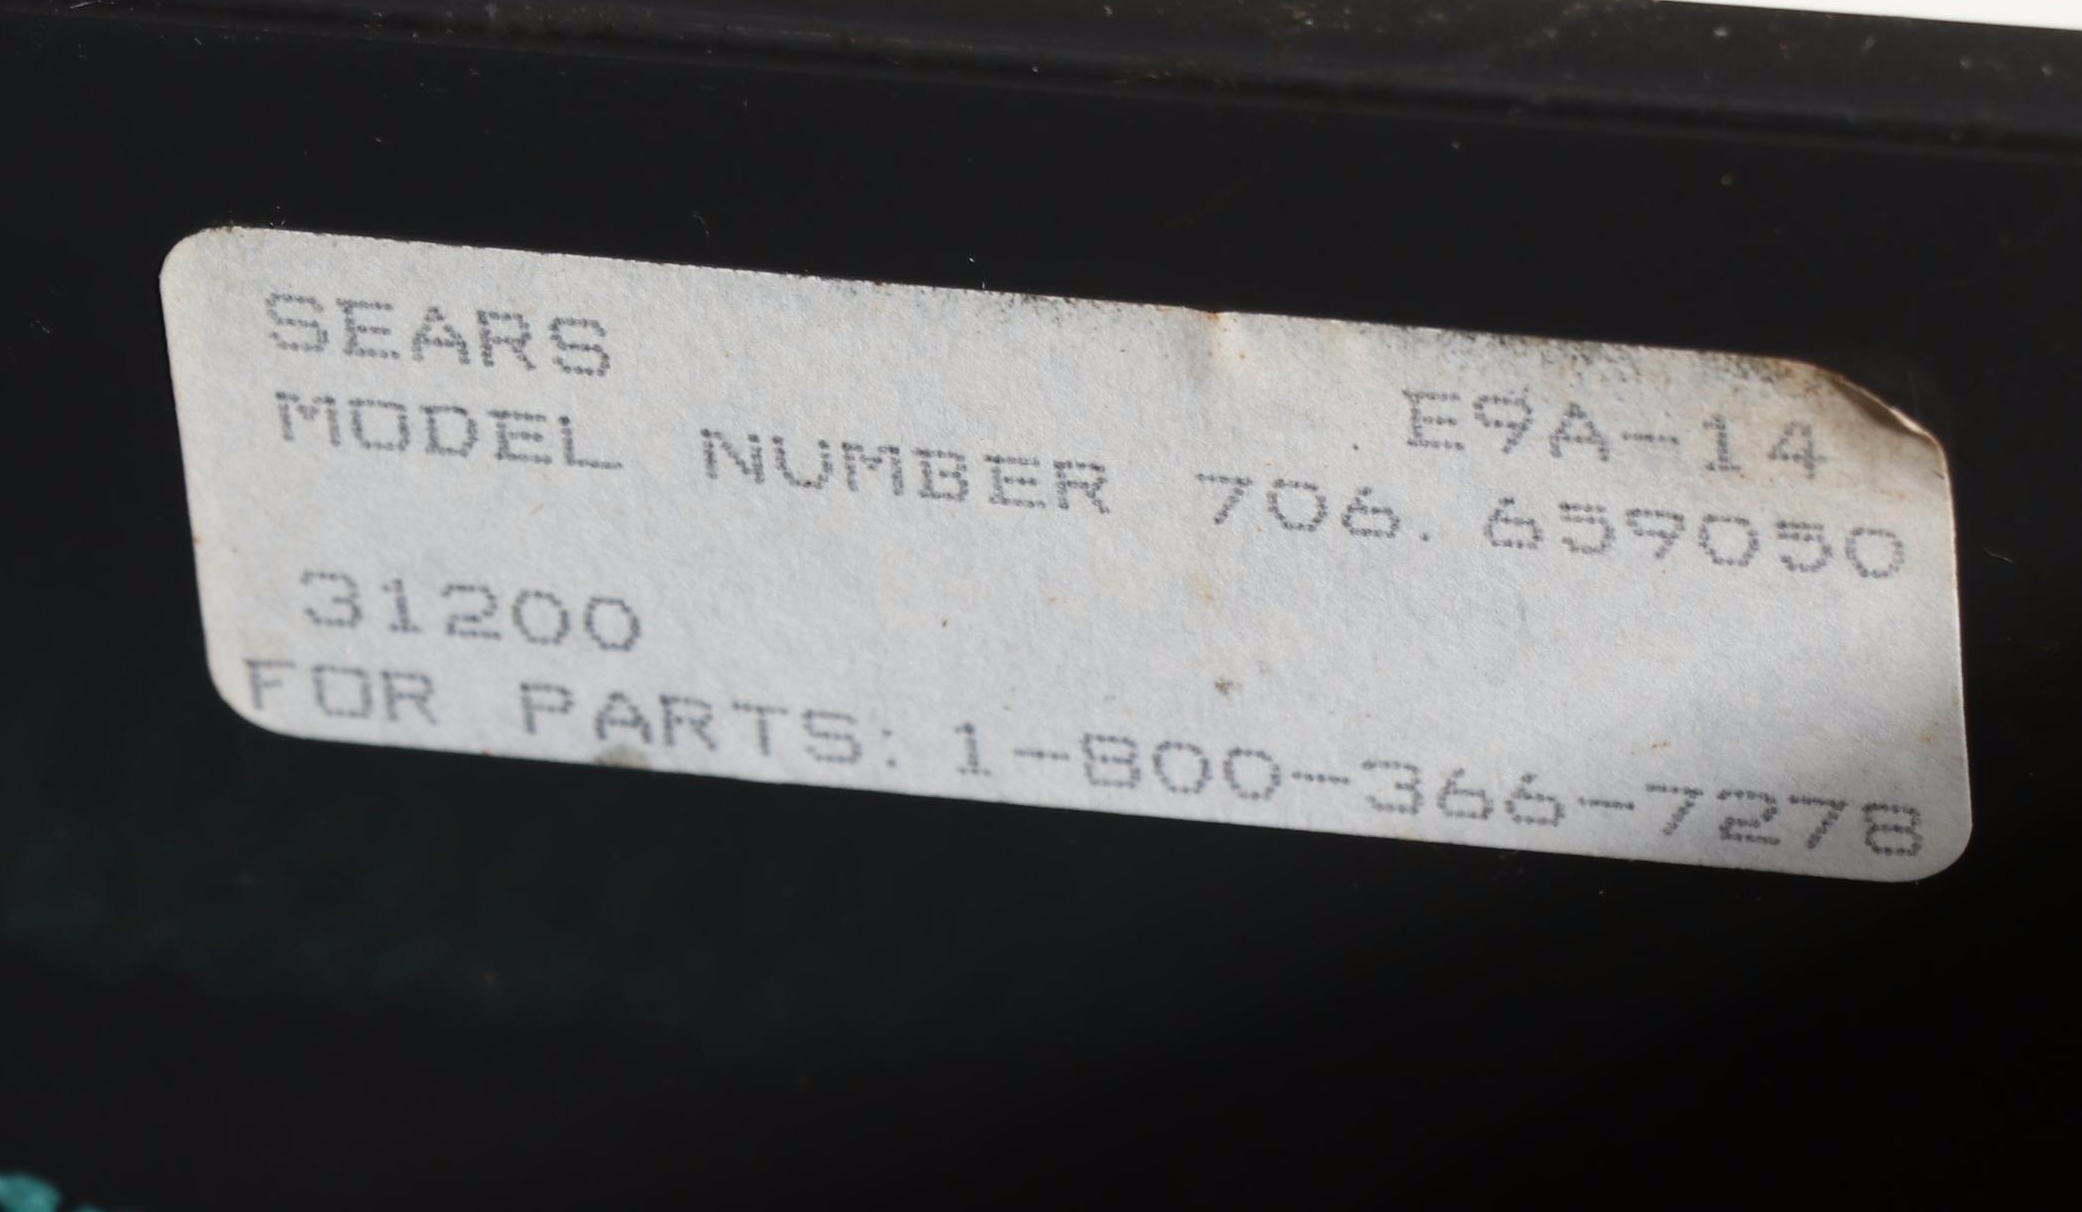 SEARS
E9A-14
MODEL NUMBER 706.659050
31200
FOR PARTS: 1-800-366-7278